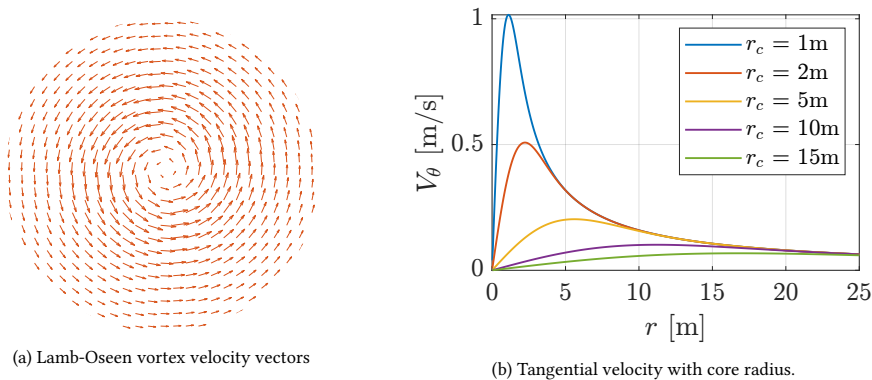 1
0.5
0
V_θ [m/s]
r_c = 1m
r_c = 2m
r_c = 5m
r_c = 10m
r_c = 15m
0 5 10 15 20 25
r [m]
(a) Lamb-Oseen vortex velocity vectors
(b) Tangential velocity with core radius.